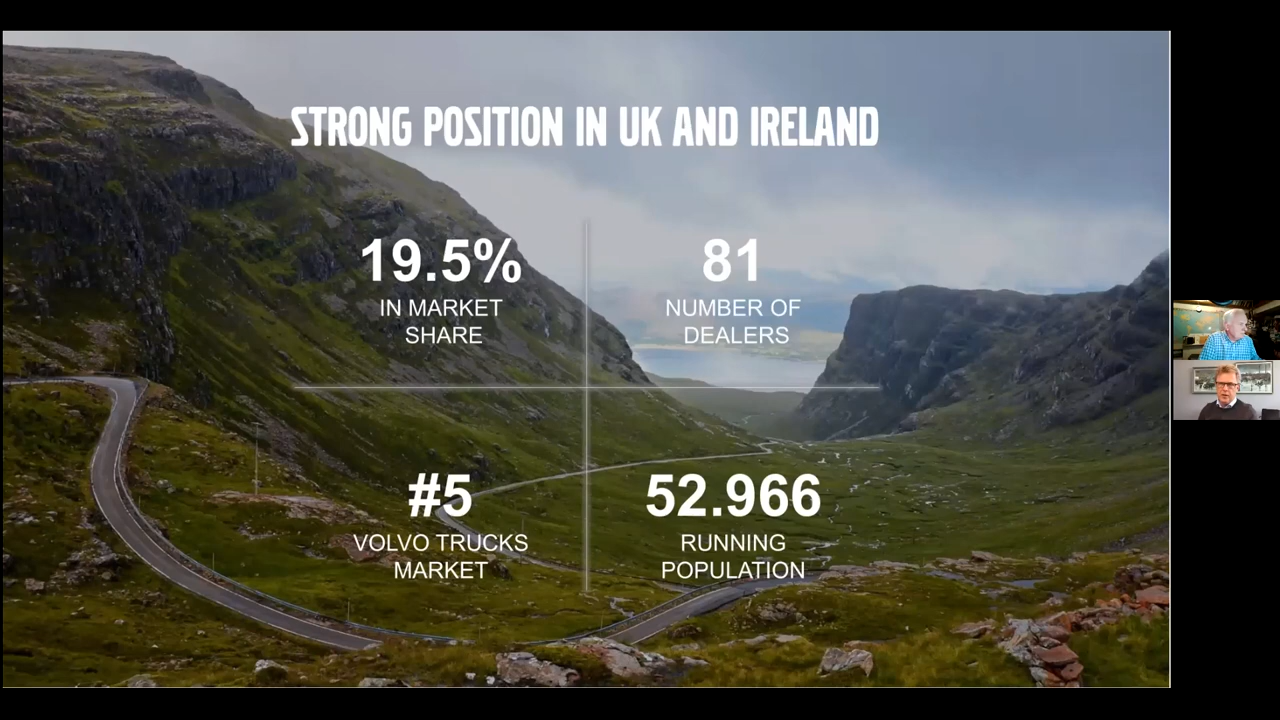 STRONG POSITION IN UK AND IRELAND
19.5%
IN MARKET
SHARE
81
NUMBER OF
DEALERS
#5
VOLVO TRUCKS
MARKET
52.966
RUNNING
POPULATION